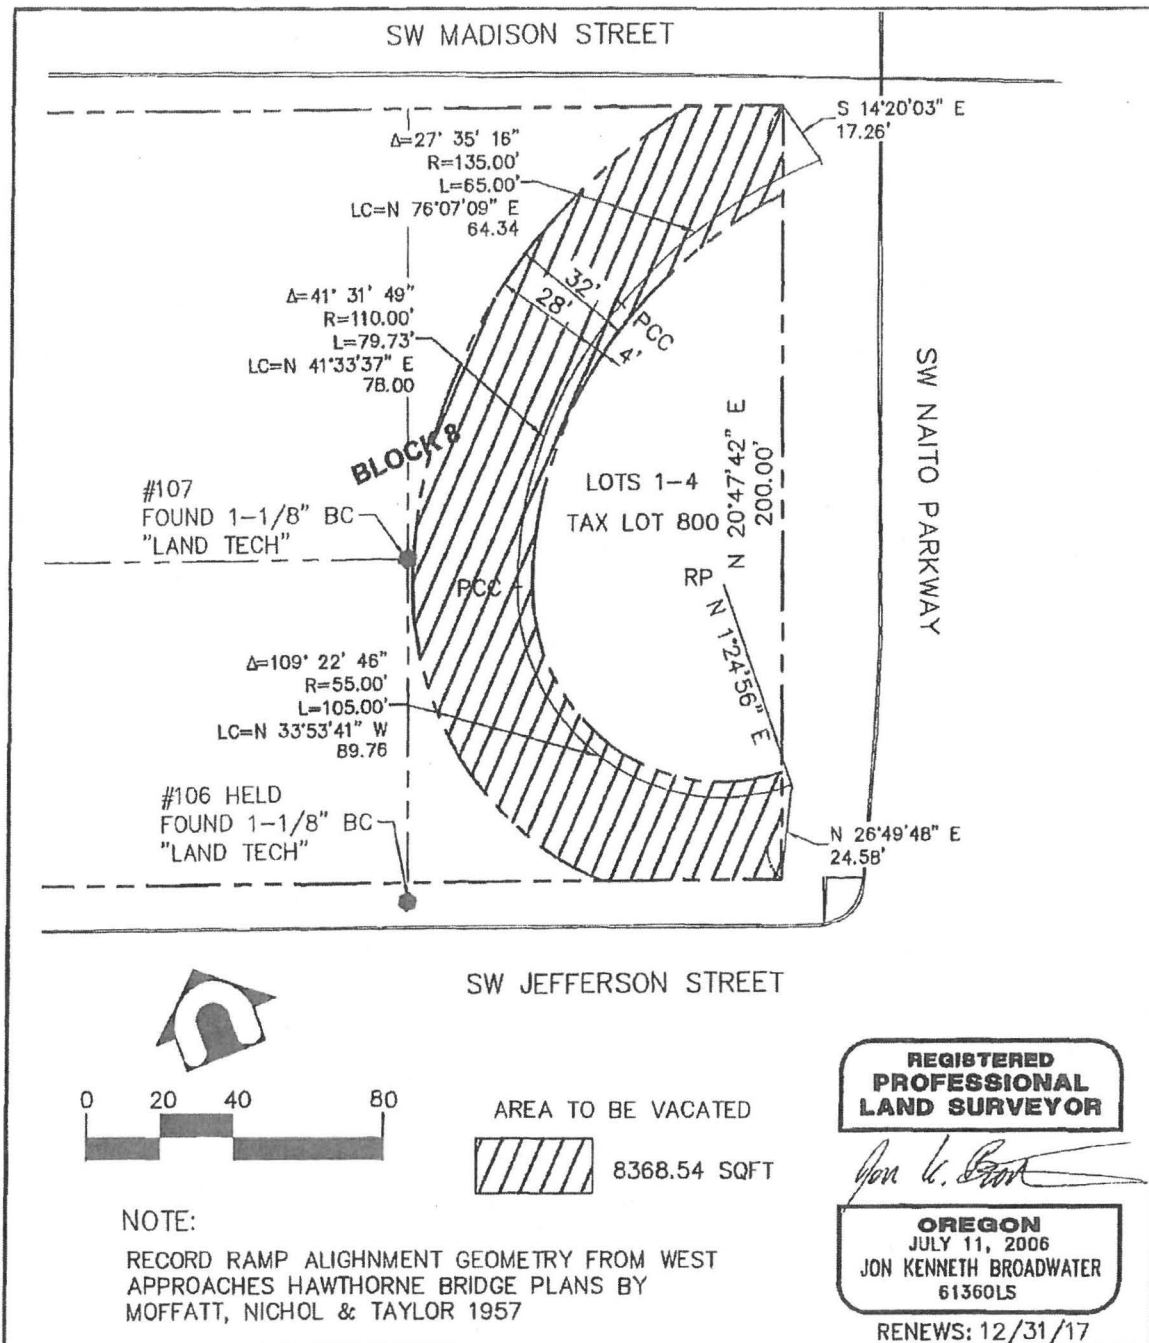 SW MADISON STREET
S 14°20'03" E
17.26'
Δ=27° 35' 16"
R=135.00'
L=65.00'
LC=N 76°07'09" E
64.34
32'
28'
4'
PCC
Δ=41° 31' 49"
R=110.00'
L=79.73'
LC=N 41°33'37" E
78.00
BLOCK 8
SW NAITO PARKWAY
N 20°47'42" E
200.00'
LOTS 1-4
TAX LOT 800
#107
FOUND 1-1/8" BC
"LAND TECH"
PCC
RP
N 1°24'56" E
Δ=109° 22' 46"
R=55.00'
L=105.00'
LC=N 33°53'41" W
89.76
#106 HELD
FOUND 1-1/8" BC
"LAND TECH"
N 26°49'48" E
24.58'
SW JEFFERSON STREET
0 20 40 80
AREA TO BE VACATED
8368.54 SQFT
NOTE:
RECORD RAMP ALIGHNMENT GEOMETRY FROM WEST
APPROACHES HAWTHORNE BRIDGE PLANS BY
MOFFATT, NICHOL & TAYLOR 1957
REGISTERED
PROFESSIONAL
LAND SURVEYOR
OREGON
JULY 11, 2006
JON KENNETH BROADWATER
61360LS
RENEWS: 12/31/17